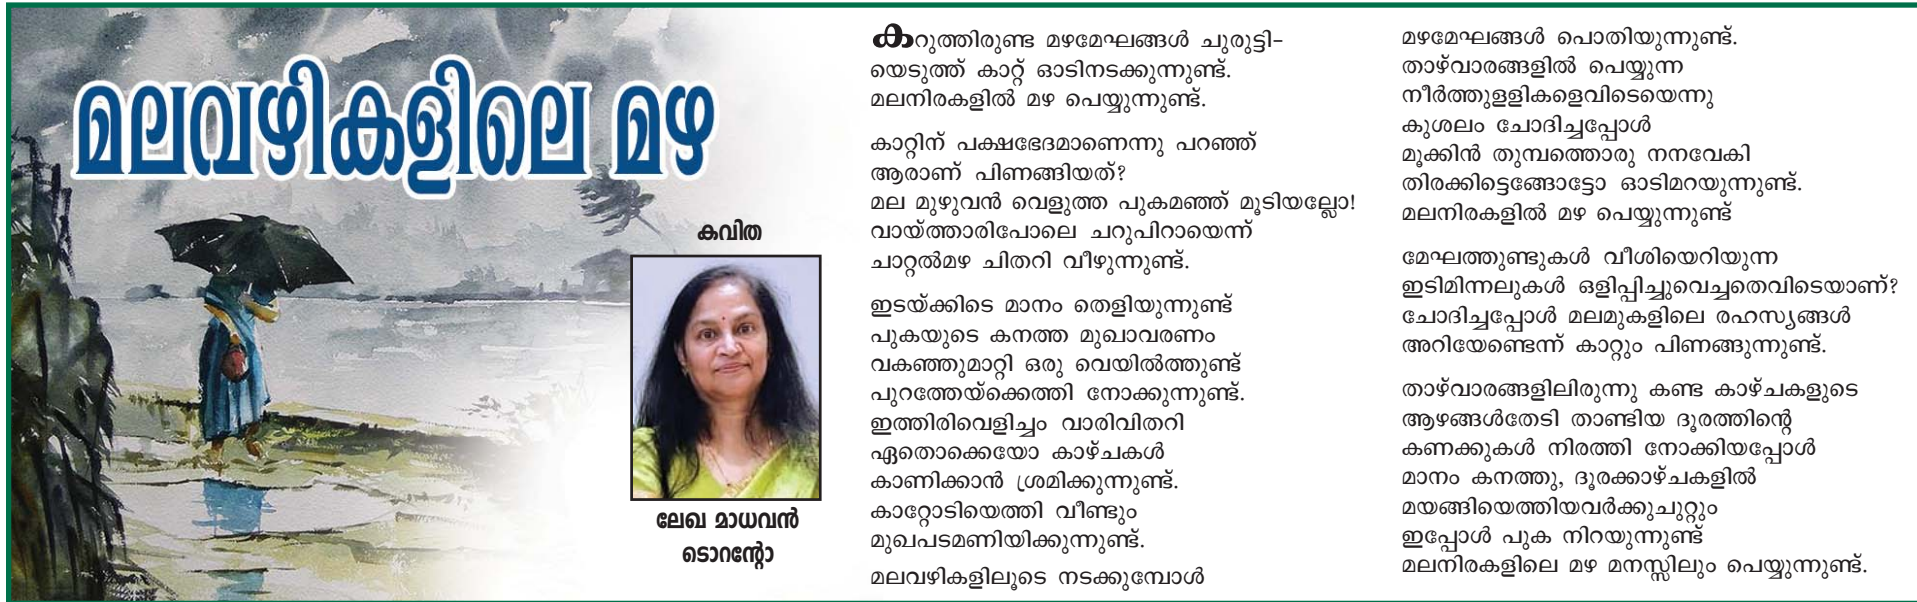 മലവഴികളിലെ മഴ
കവിത
ലേഖ മാധവൻ
ടൊറന്റോ
കറുത്തിരുണ്ട മഴമേഘങ്ങൾ ചുരുട്ടി-
യെടുത്ത് കാറ്റ് ഓടിനടക്കുന്നുണ്ട്.
മലനിരകളിൽ മഴ പെയ്യുന്നുണ്ട്.
കാറ്റിന് പക്ഷഭേദമാണെന്നു പറഞ്ഞ്
ആരാണ് പിണങ്ങിയത്?
മല മുഴുവൻ വെളുത്ത പുകമഞ്ഞ് മൂടിയല്ലോ!
വായ്ത്താരിപോലെ ചറുപിറായെന്ന്
ചാറ്റൽമഴ ചിതറി വീഴുന്നുണ്ട്.
ഇടയ്ക്കിടെ മാനം തെളിയുന്നുണ്ട്
പുകയുടെ കനത്ത മുഖാവരണം
വകഞ്ഞുമാറ്റി ഒരു വെയിൽത്തുണ്ട്
പുറത്തേയ്ക്കെത്തി നോക്കുന്നുണ്ട്.
ഇത്തിരിവെളിച്ചം വാരിവിതറി
ഏതൊക്കെയോ കാഴ്ചകൾ
കാണിക്കാൻ ശ്രമിക്കുന്നുണ്ട്.
കാറ്റോടിയെത്തി വീണ്ടും
മുഖപടമണിയിക്കുന്നുണ്ട്.
മലവഴികളിലൂടെ നടക്കുമ്പോൾ
മഴമേഘങ്ങൾ പൊതിയുന്നുണ്ട്.
താഴ്‌വാരങ്ങളിൽ പെയ്യുന്ന
നീർത്തുളളികളെവിടെയെന്നു
കുശലം ചോദിച്ചപ്പോൾ
മൂക്കിൻ തുമ്പത്തൊരു നനവേകി
തിരക്കിട്ടെങ്ങോട്ടോ ഓടിമറയുന്നുണ്ട്.
മലനിരകളിൽ മഴ പെയ്യുന്നുണ്ട്
മേഘത്തുണ്ടുകൾ വീശിയെറിയുന്ന
ഇടിമിന്നലുകൾ ഒളിപ്പിച്ചുവെച്ചതെവിടെയാണ്?
ചോദിച്ചപ്പോൾ മലമുകളിലെ രഹസ്യങ്ങൾ
അറിയേണ്ടെന്ന് കാറ്റും പിണങ്ങുന്നുണ്ട്.
താഴ്‌വാരങ്ങളിലിരുന്നു കണ്ട കാഴ്ചകളുടെ
ആഴങ്ങൾതേടി താണ്ടിയ ദൂരത്തിന്റെ
കണക്കുകൾ നിരത്തി നോക്കിയപ്പോൾ
മാനം കനത്തു, ദൂരക്കാഴ്ചകളിൽ
മയങ്ങിയെത്തിയവർക്കുചുറ്റും
ഇപ്പോൾ പുക നിറയുന്നുണ്ട്
മലനിരകളിലെ മഴ മനസ്സിലും പെയ്യുന്നുണ്ട്.